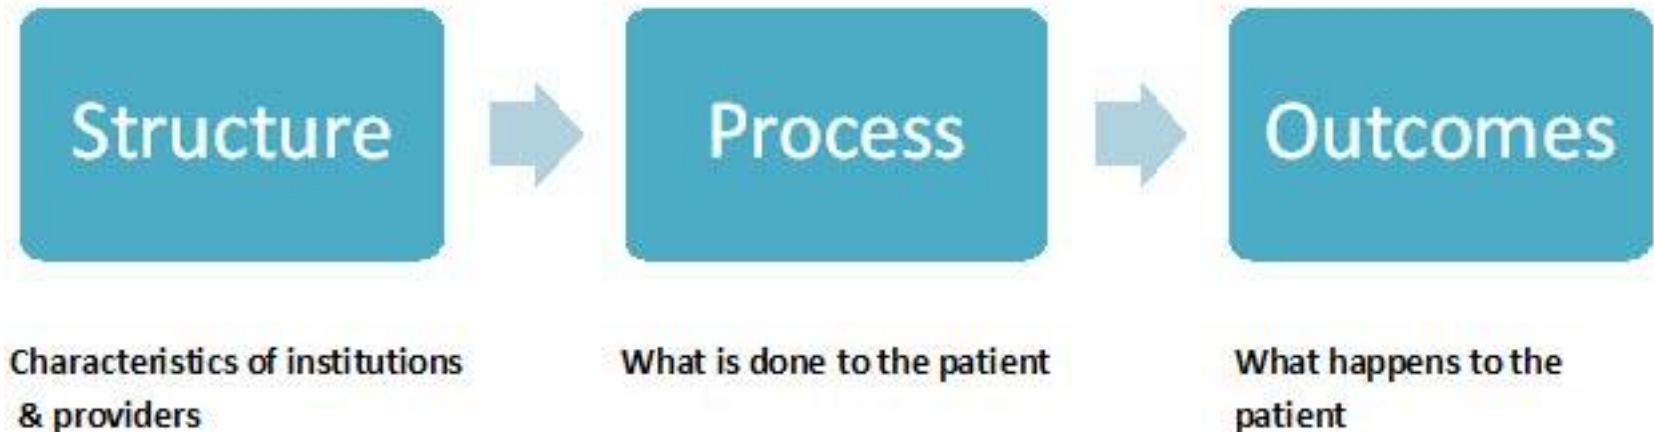 Structure
Process
Outcomes
Characteristics of institutions
& providers
What is done to the patient
What happens to the
patient